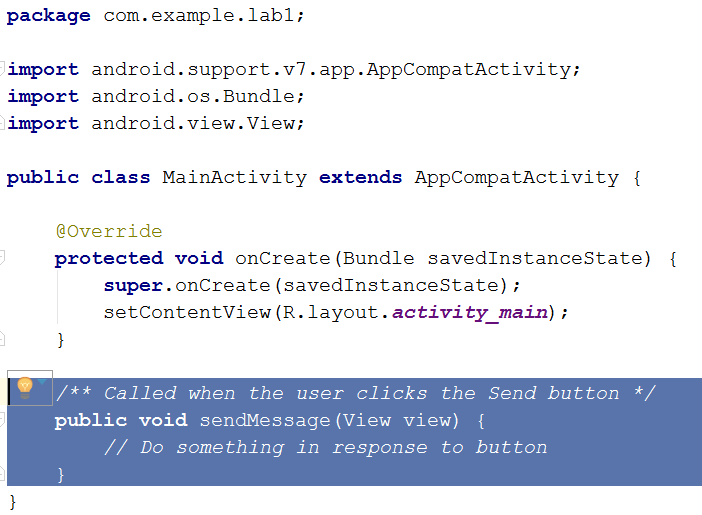 package com.example.lab1;
import android.support.v7.app.AppCompatActivity;
import android.os.Bundle;
import android.view.View;
public class MainActivity extends AppCompatActivity {
@Override
protected void onCreate(Bundle savedInstanceState) {
super.onCreate(savedInstanceState);
setContentView(R.layout.activity_main);
}
/** Called when the user clicks the Send button */
public void sendMessage(View view) {
// Do something in response to button
}
}